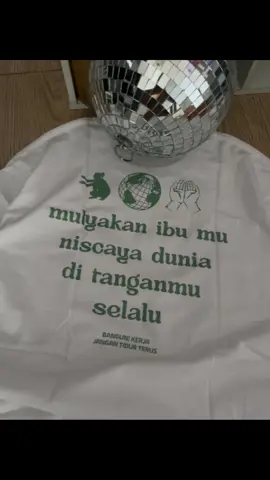 mulyakan ibu mu
niscaya dunia
di tanganmu
selalu
BANGUN! KERJA
JANGAN TIDUR TERUS